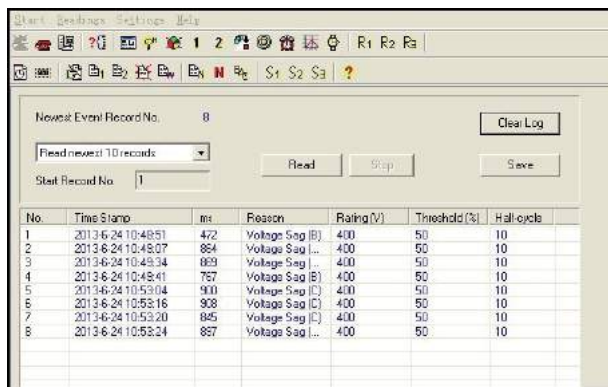 Start Readings Settings Help
1 2 R1 R2 R3
S1 S2 S3 ?
Newest Event Record No. 8
Clear Log
Read newest 10 records
Read Stop Save
Start Record No. 1
No. Time Stamp ms Reason Rating (V) Threshold (%) Half-cycle
1 2013-6-24 10:48:51 472 Voltage Sag (B) 400 50 10
2 2013-6-24 10:49:07 864 Voltage Sag (... 400 50 10
3 2013-6-24 10:49:34 869 Voltage Sag (... 400 50 10
4 2013-6-24 10:49:41 767 Voltage Sag (B) 400 50 10
5 2013-6-24 10:53:04 900 Voltage Sag (C) 400 50 10
6 2013-6-24 10:53:16 908 Voltage Sag (C) 400 50 10
7 2013-6-24 10:53:20 845 Voltage Sag (C) 400 50 10
8 2013-6-24 10:53:24 897 Voltage Sag (... 400 50 10